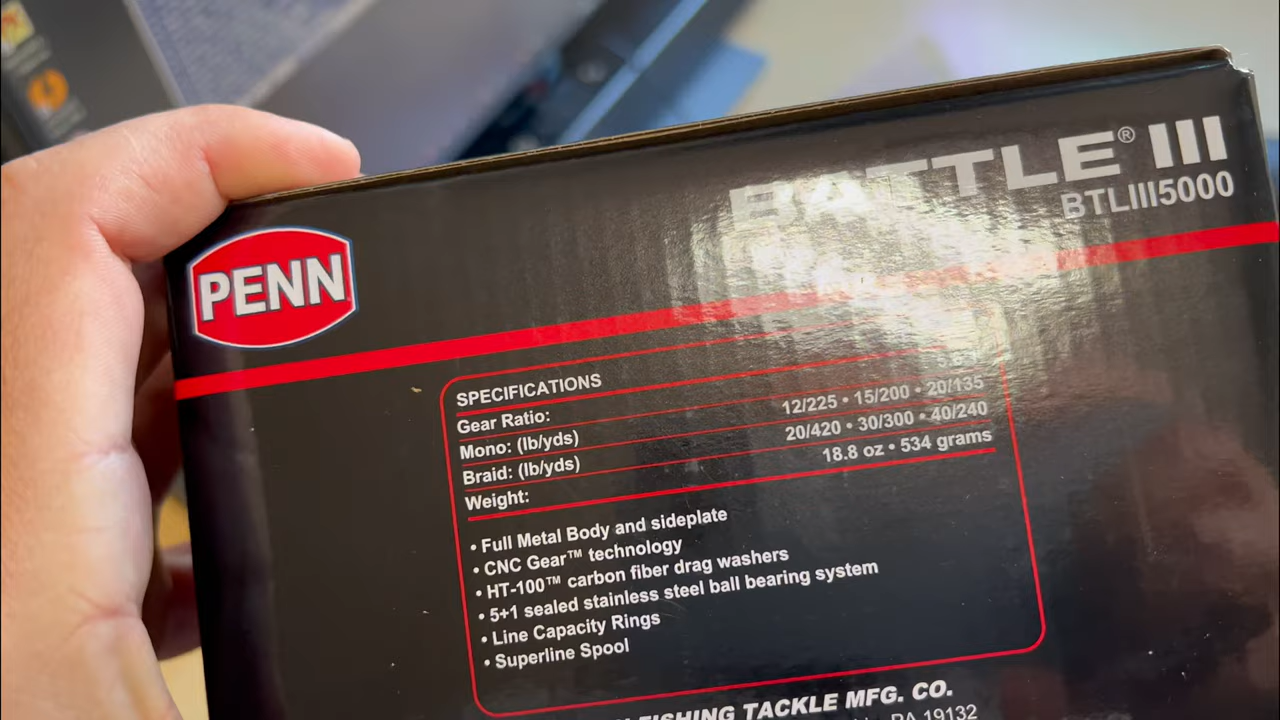 BATTLE® III
BTLIII5000
PENN
SPECIFICATIONS
Gear Ratio:
Mono: (lb/yds) 12/225 • 15/200 • 20/135
Braid: (lb/yds) 20/420 • 30/300 • 40/240
Weight: 18.8 oz • 534 grams
• Full Metal Body and sideplate
• CNC Gear™ technology
• HT-100™ carbon fiber drag washers
• 5+1 sealed stainless steel ball bearing system
• Line Capacity Rings
• Superline Spool
FISHING TACKLE MFG. CO.
PA 19132